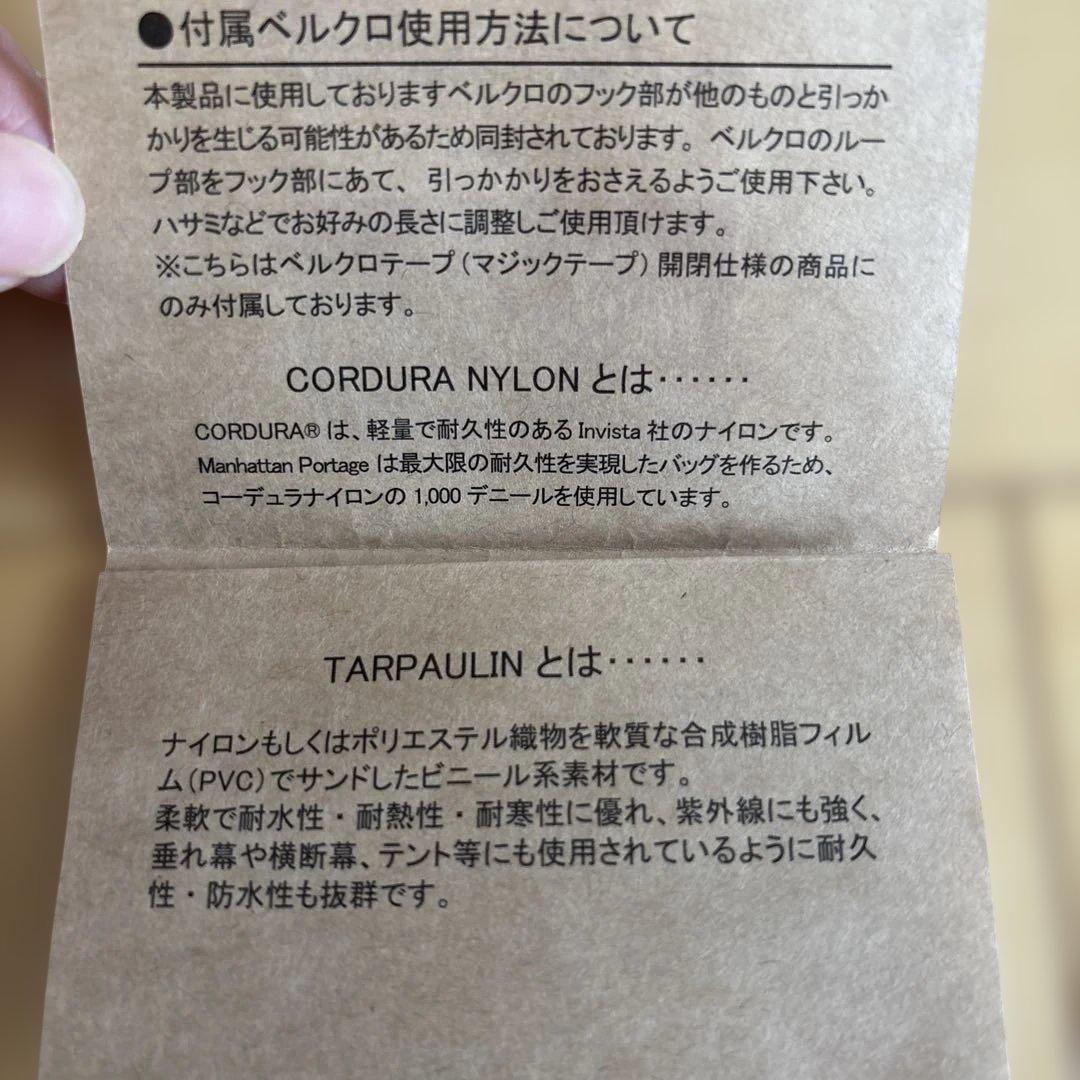 ●付属ベルクロ使用方法について
本製品に使用しておりますベルクロのフック部が他のものと引っか
かりを生じる可能性があるため同封されております。ベルクロのルー
プ部をフック部にあて、引っかかりをおさえるようご使用下さい。
ハサミなどでお好みの長さに調整しご使用頂けます。
※こちらはベルクロテープ(マジックテープ)開閉仕様の商品に
のみ付属しております。
CORDURA NYLON とは‥‥‥
CORDURA® は、軽量で耐久性のある Invista 社のナイロンです。
Manhattan Portage は最大限の耐久性を実現したバッグを作るため、
コーデュラナイロンの 1,000 デニールを使用しています。
TARPAULIN とは‥‥‥
ナイロンもしくはポリエステル織物を軟質な合成樹脂フィル
ム(PVC)でサンドしたビニール系素材です。
柔軟で耐水性・耐熱性・耐寒性に優れ、紫外線にも強く、
垂れ幕や横断幕、テント等にも使用されているように耐久
性・防水性も抜群です。